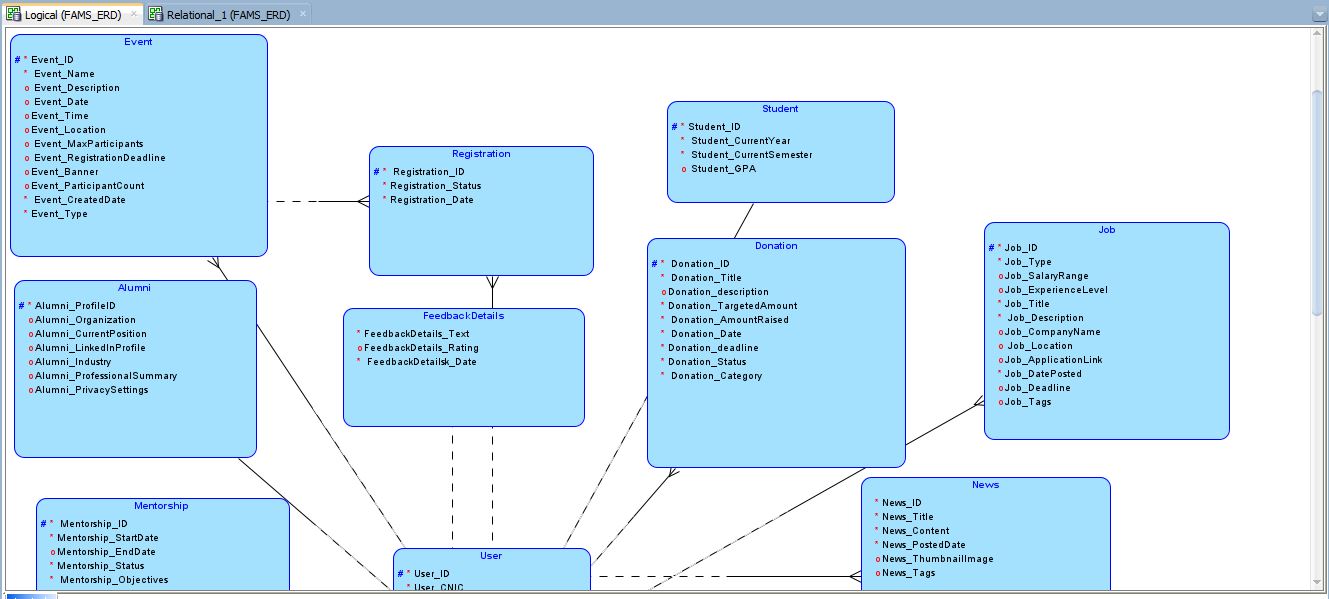 Logical (FAMS_ERD)
Relational_1 (FAMS_ERD)
Event
# * Event_ID
* Event_Name
o Event_Description
o Event_Date
o Event_Time
o Event_Location
o Event_MaxParticipants
o Event_RegistrationDeadline
o Event_Banner
o Event_ParticipantCount
* Event_CreatedDate
* Event_Type
Registration
# * Registration_ID
* Registration_Status
* Registration_Date
Student
# * Student_ID
* Student_CurrentYear
* Student_CurrentSemester
o Student_GPA
Job
# * Job_ID
* Job_Type
o Job_SalaryRange
o Job_ExperienceLevel
* Job_Title
* Job_Description
o Job_CompanyName
o Job_Location
o Job_ApplicationLink
* Job_DatePosted
o Job_Deadline
o Job_Tags
Donation
# * Donation_ID
* Donation_Title
o Donation_description
* Donation_TargetedAmount
* Donation_AmountRaised
* Donation_Date
* Donation_deadline
* Donation_Status
* Donation_Category
Alumni
# * Alumni_ProfileID
o Alumni_Organization
o Alumni_CurrentPosition
o Alumni_LinkedInProfile
o Alumni_Industry
o Alumni_ProfessionalSummary
o Alumni_PrivacySettings
FeedbackDetails
* FeedbackDetails_Text
o FeedbackDetails_Rating
* FeedbackDetailsk_Date
Mentorship
# * Mentorship_ID
* Mentorship_StartDate
o Mentorship_EndDate
* Mentorship_Status
* Mentorship_Objectives
User
# * User_ID
* User_CNIC
News
* News_ID
* News_Title
* News_Content
* News_PostedDate
o News_ThumbnailImage
o News_Tags